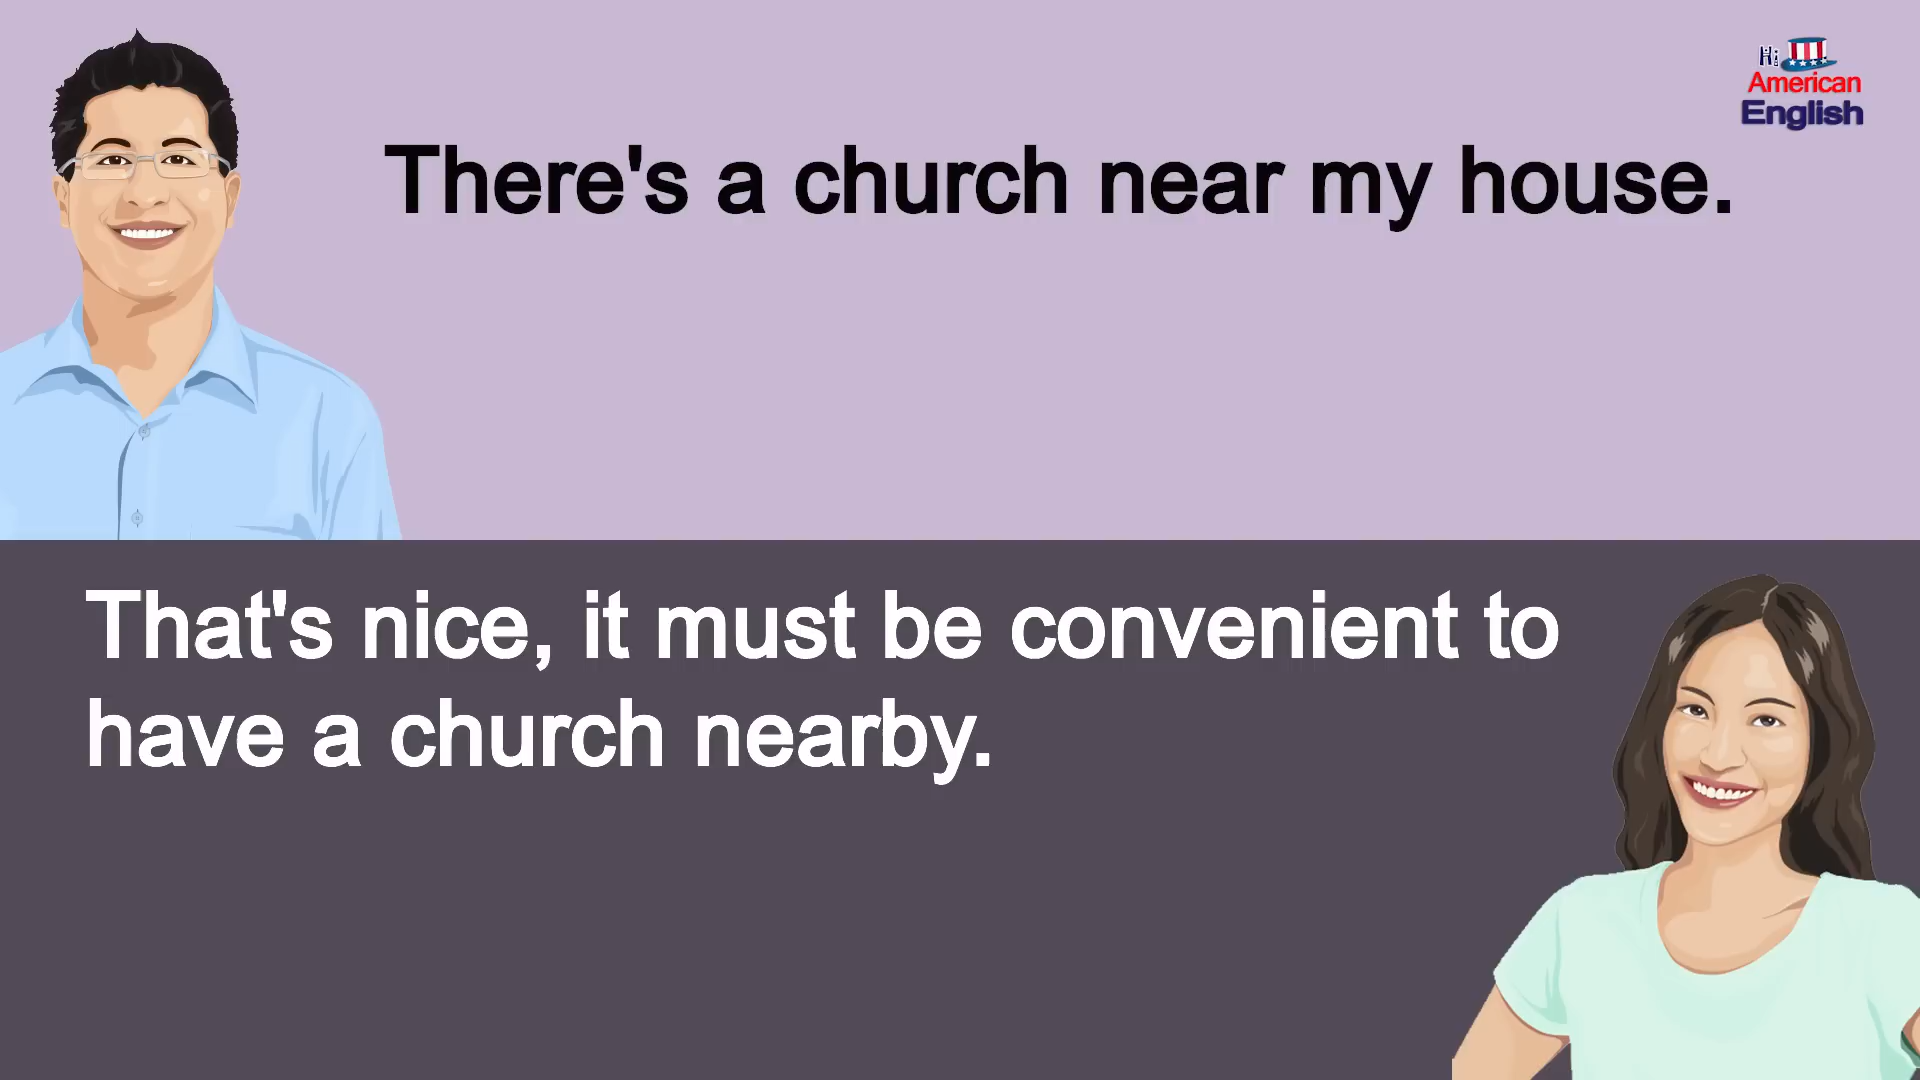 Hi
American
English
There's a church near my house.
That's nice, it must be convenient to
have a church nearby.